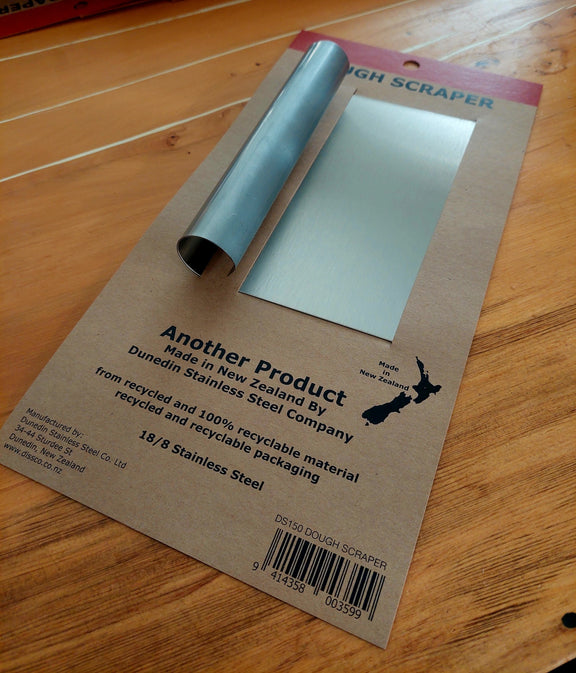 UGH SCRAPER
Another Product
Made in New Zealand By
Dunedin Stainless Steel Company
from recycled and 100% recyclable material
recycled and recyclable packaging
18/8 Stainless Steel
Made
in
New Zealand
Manufactured by:
Dunedin Stainless Steel Co. Ltd
34-44 Sturdee St
Dunedin, New Zealand
www.dissco.co.nz
DS150 DOUGH SCRAPER
9 414358 003599